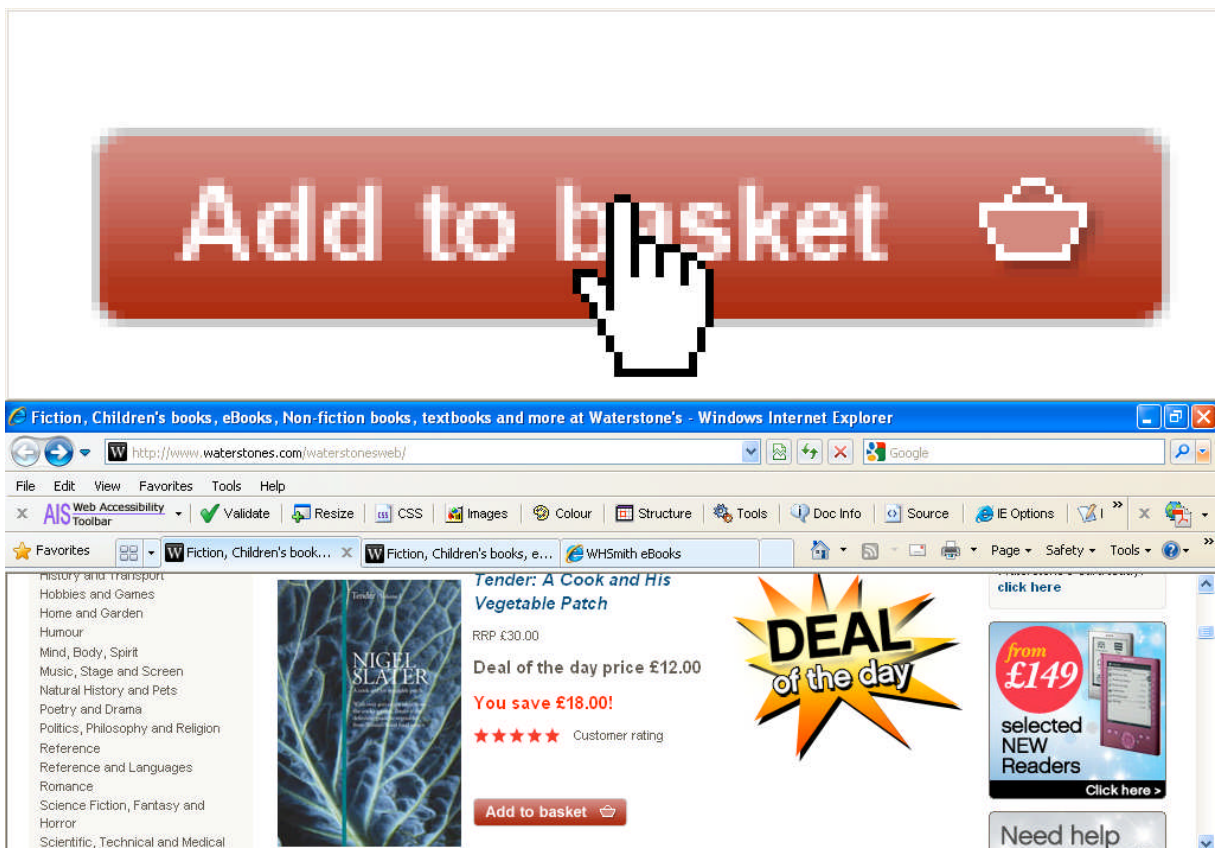 Add to basket
Fiction, Children's books, eBooks, Non-fiction books, textbooks and more at Waterstone's - Windows Internet Explorer
W http://www.waterstones.com/waterstonesweb/ Google
File Edit View Favorites Tools Help
x AIS Web Accessibility Toolbar Validate Resize CSS Images Colour Structure Tools Doc Info Source IE Options » x
Favorites W Fiction, Children's book... x W Fiction, Children's books, e... WHSmith eBooks Page Safety Tools »
History and Transport
Hobbies and Games
Home and Garden
Humour
Mind, Body, Spirit
Music, Stage and Screen
Natural History and Pets
Poetry and Drama
Politics, Philosophy and Religion
Reference
Reference and Languages
Romance
Science Fiction, Fantasy and
Horror
Scientific, Technical and Medical
Tender
NIGEL
SLATER
Tender: A Cook and His
Vegetable Patch
RRP £30.00
Deal of the day price £12.00
You save £18.00!
Customer rating
Add to basket
DEAL
of the day
click here
from
£149
selected
NEW
Readers
Click here >
Need help